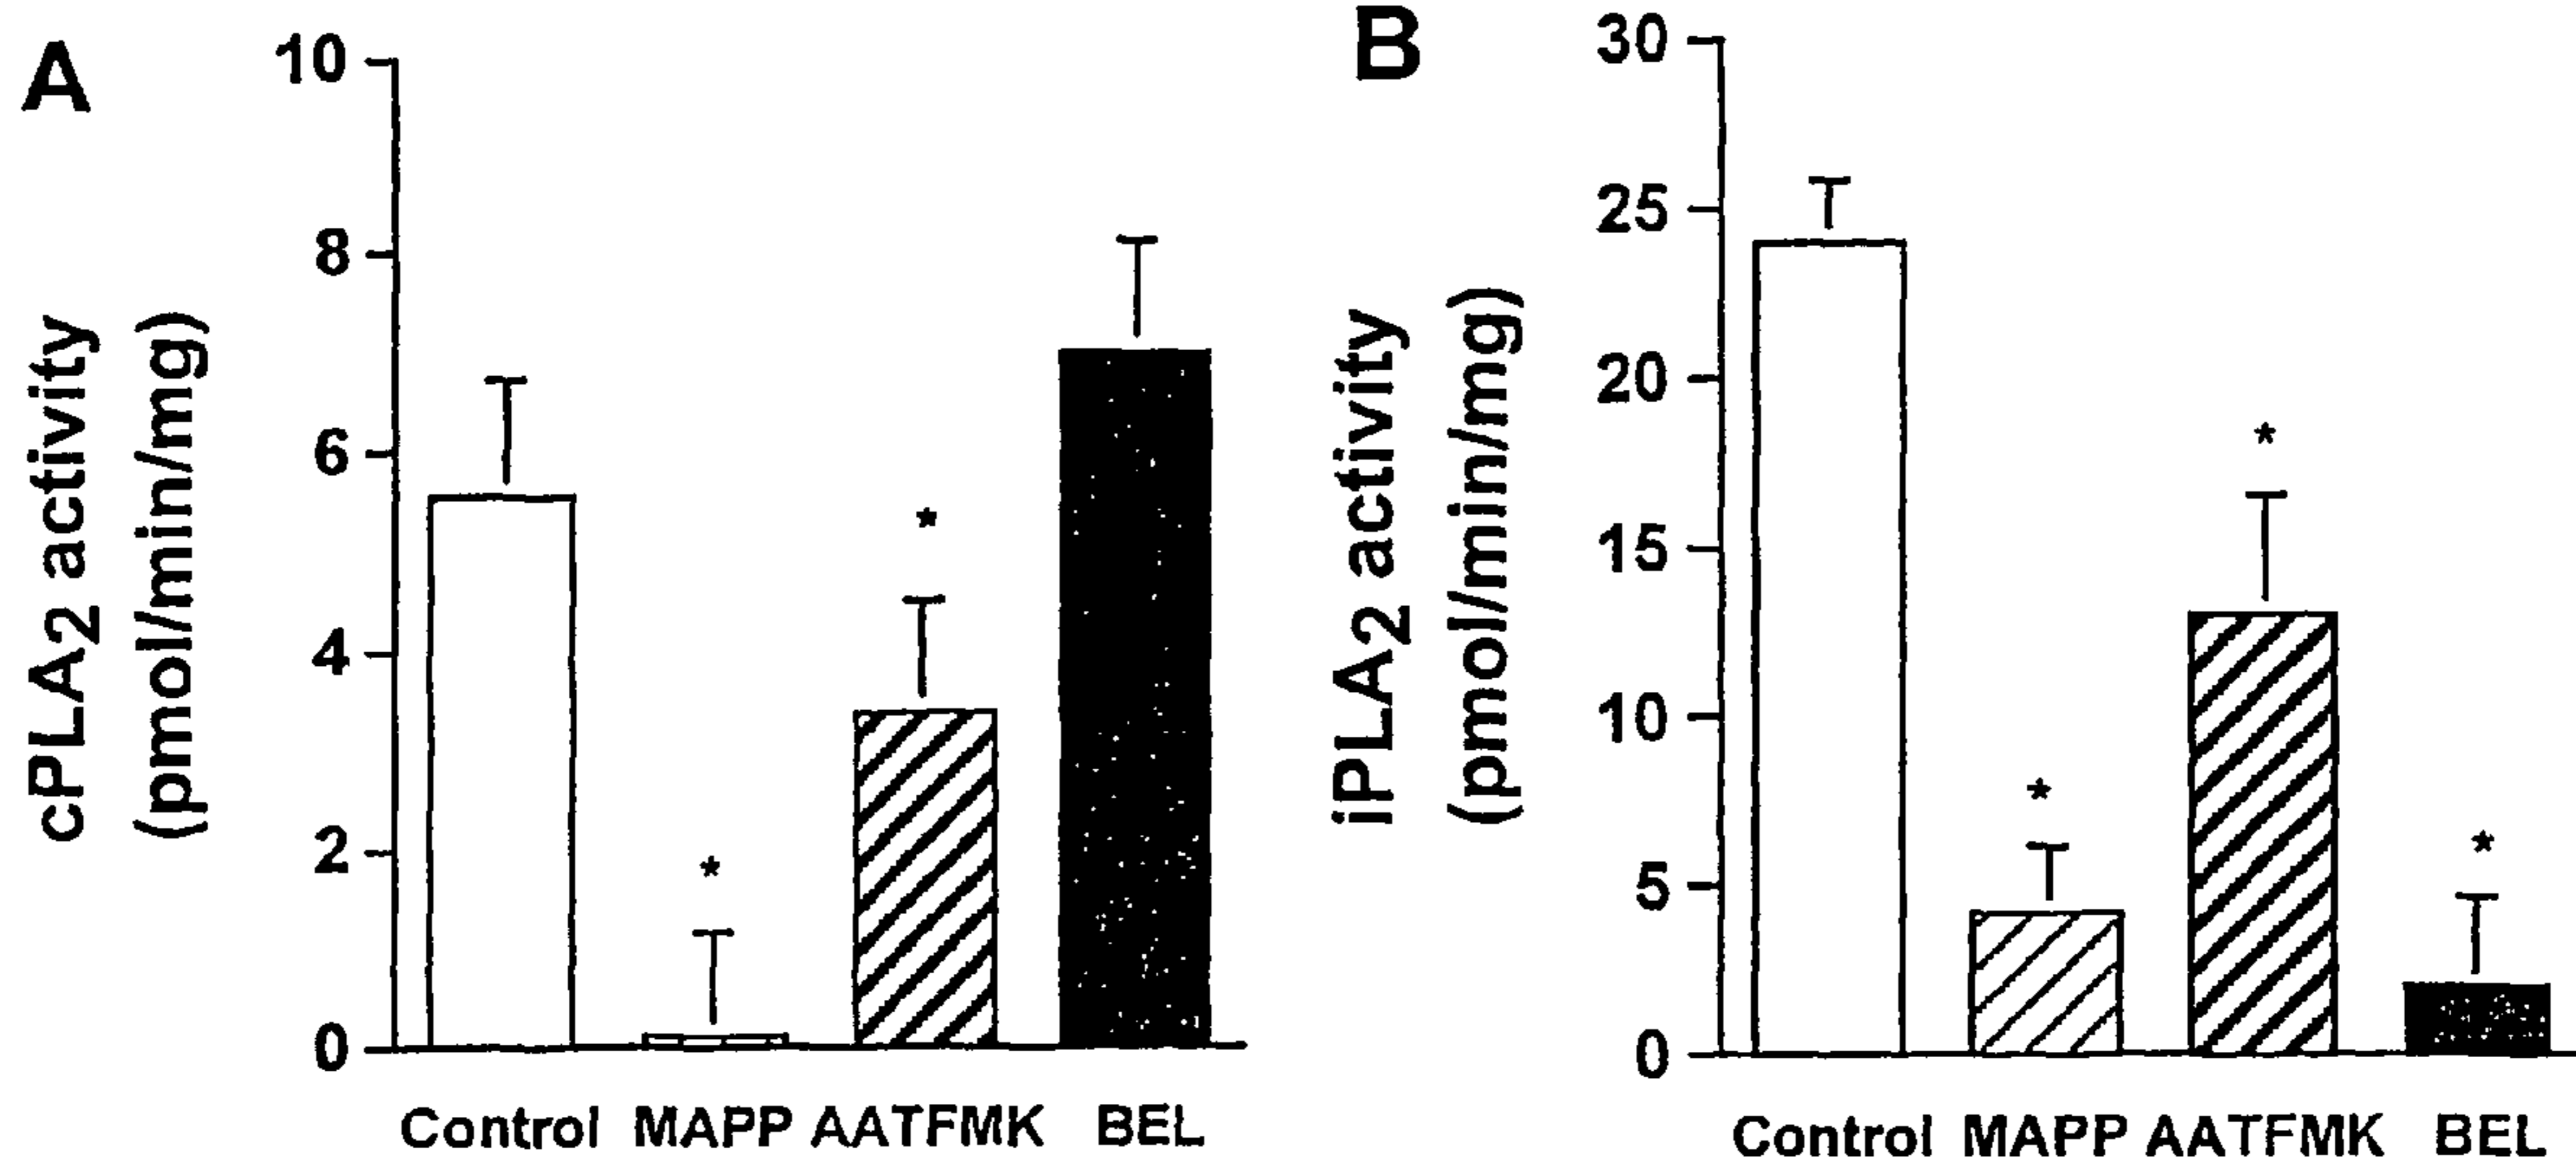 A
cPLA2 activity
(pmol/min/mg)
10
8
6
4
2
0
*
*
Control MAPP AATFMK BEL
B
iPLA2 activity
(pmol/min/mg)
30
25
20
15
10
5
0
*
*
*
Control MAPP AATFMK BEL